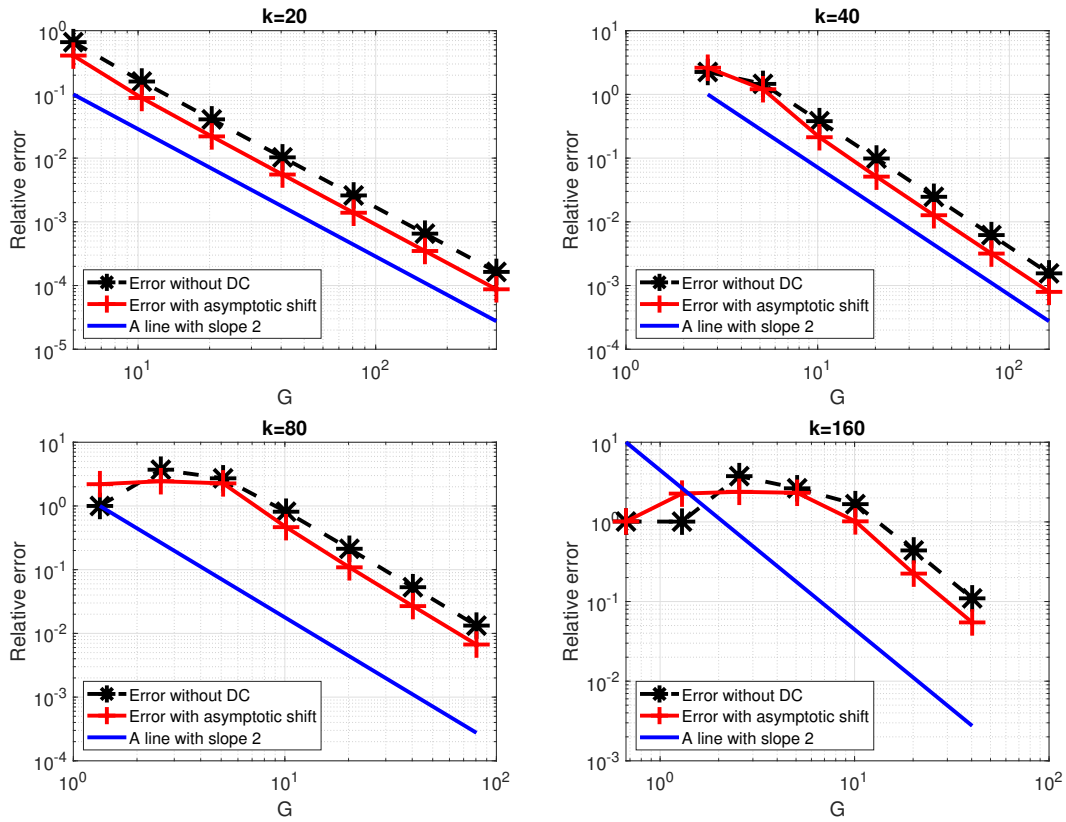 k=20
10^0
10^-1
10^-2
10^-3
10^-4
10^-5
Relative error
Error without DC
Error with asymptotic shift
A line with slope 2
10^1
10^2
G
k=40
10^1
10^0
10^-1
10^-2
10^-3
10^-4
Relative error
Error without DC
Error with asymptotic shift
A line with slope 2
10^0
10^1
10^2
G
k=80
10^1
10^0
10^-1
10^-2
10^-3
10^-4
Relative error
Error without DC
Error with asymptotic shift
A line with slope 2
10^0
10^1
10^2
G
k=160
10^1
10^0
10^-1
10^-2
10^-3
Relative error
Error without DC
Error with asymptotic shift
A line with slope 2
10^0
10^1
10^2
G